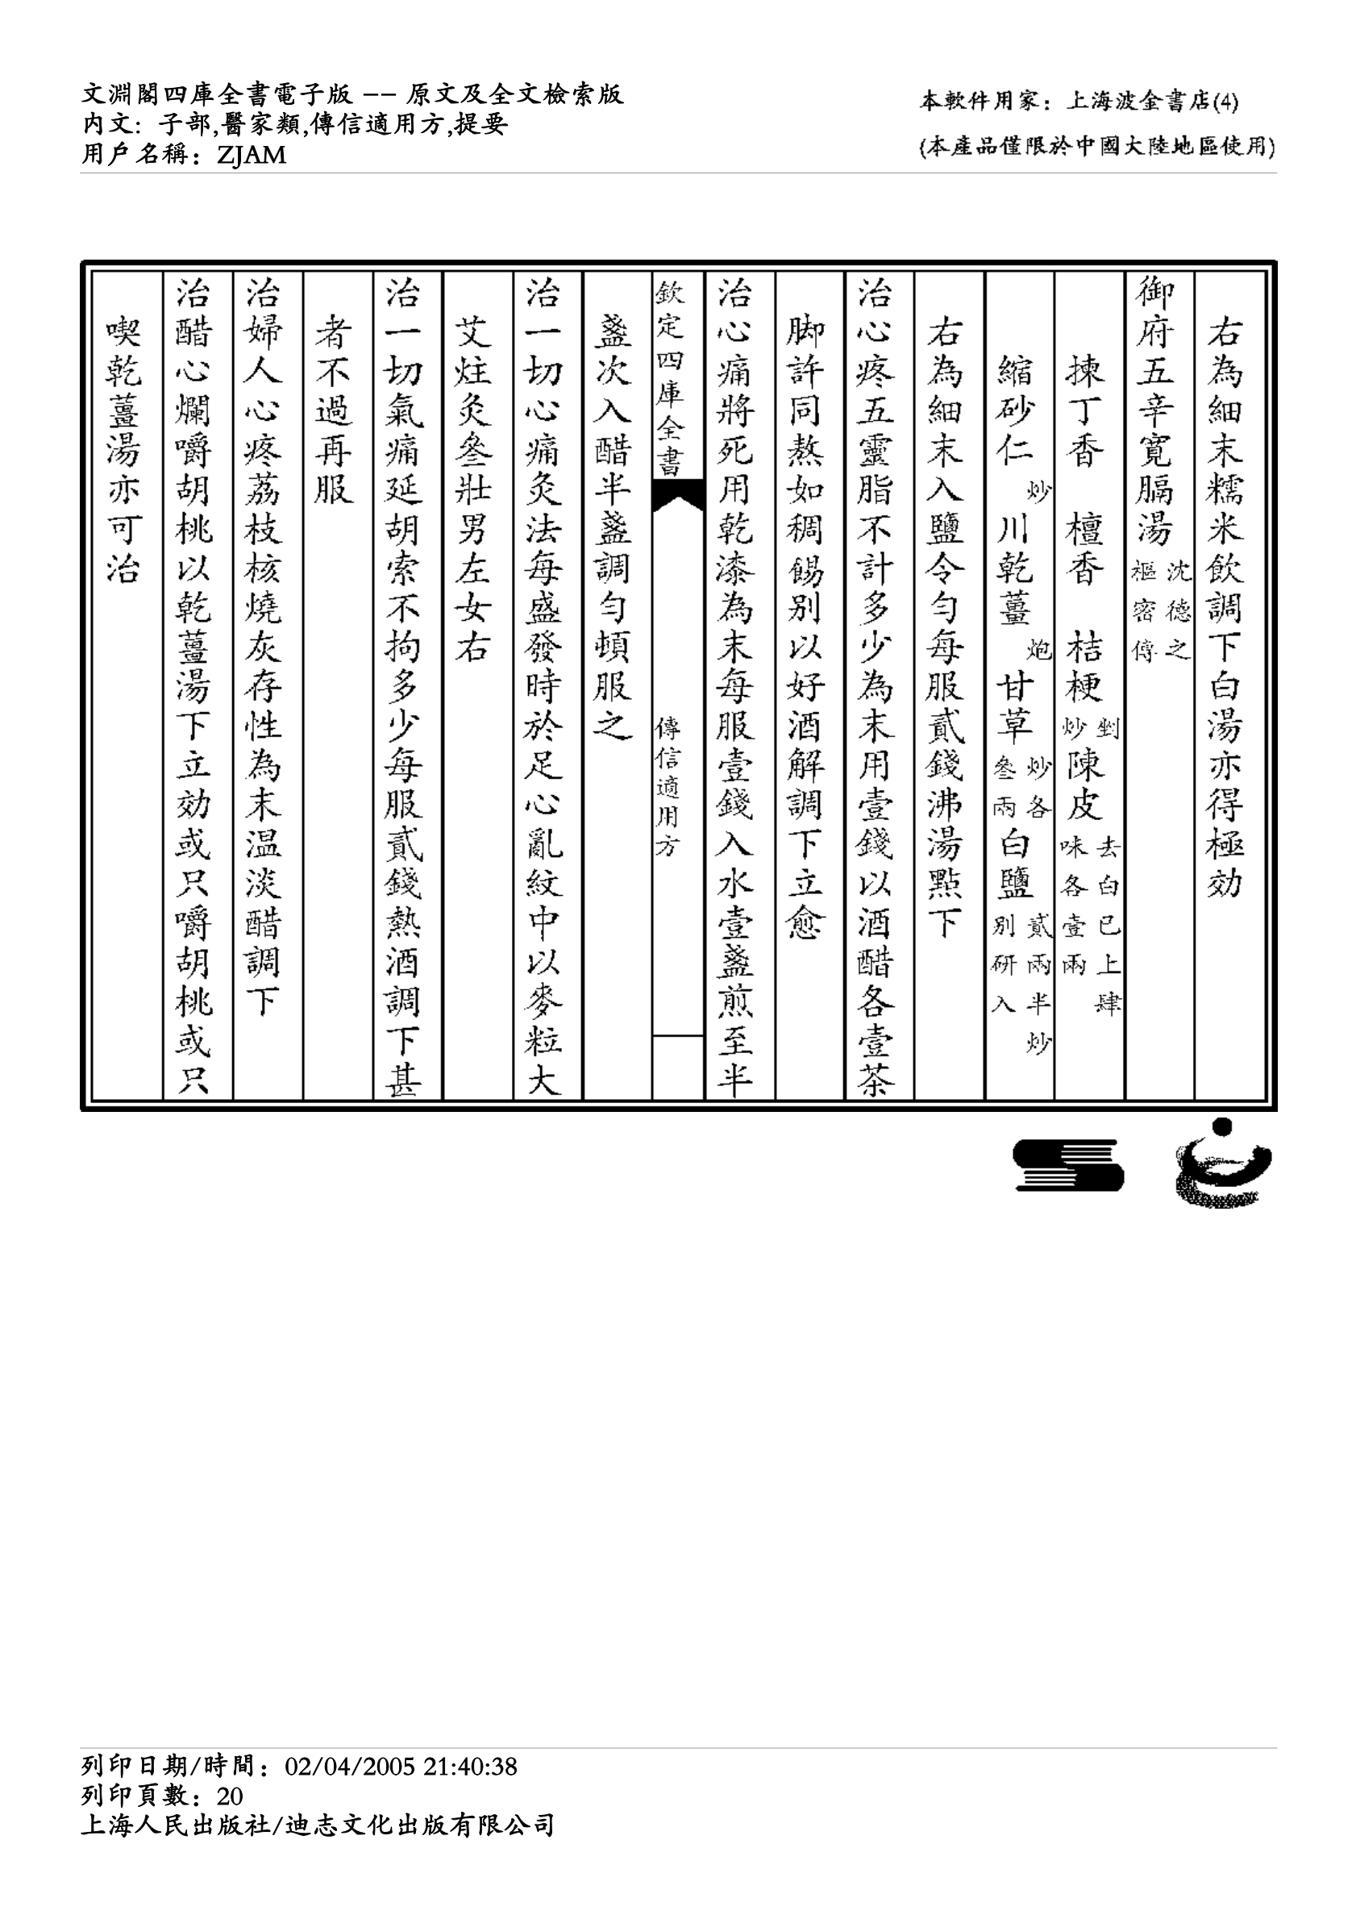 文淵閣四庫全書電子版 -- 原文及全文檢索版
内文: 子部,醫家類,傳信適用方,提要
用戶名稱: ZJAM
本軟件用家: 上海波金書店(4)
(本產品僅限於中國大陸地區使用)
右為細末糯米飲調下白湯亦得極効
御府五辛寬膈湯 沈德之樞密傳
揀丁香 檀香 桔梗 剉炒 陳皮 去白已上肆味各壹兩
縮砂仁 炒 川乾薑 炮 甘草 炒各叁兩 白鹽 貳兩半炒別研入
右為細末入鹽令勻每服貳錢沸湯㸃下
治心疼五靈脂不計多少為末用壹錢以酒醋各壹茶
脚許同熬如稠餳別以好酒解調下立愈
治心痛將死用乾漆為末每服壹錢入水壹盞煎至半
欽定四庫全書
傳信適用方
盞次入醋半盞調勻頓服之
治一切心痛灸法每盛發時於足心亂紋中以麥粒大
艾炷灸叁壯男左女右
治一切氣痛延胡索不拘多少每服貳錢熱酒調下甚
者不過再服
治婦人心疼荔枝核燒灰存性為末温淡醋調下
治醋心爛嚼胡桃以乾薑湯下立効或只嚼胡桃或只
喫乾薑湯亦可治
列印日期/時間: 02/04/2005 21:40:38
列印頁數: 20
上海人民出版社/迪志文化出版有限公司